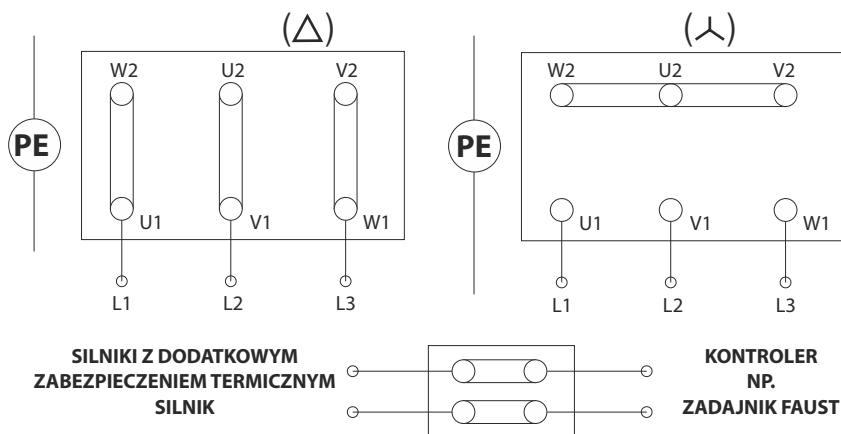 (△) (⅄)
W2 U2 V2 W2 U2 V2
PE PE
U1 V1 W1 U1 V1 W1
L1 L2 L3 L1 L2 L3
SILNIKI Z DODATKOWYM
ZABEZPIECZENIEM TERMICZNYM
SILNIK
KONTROLER
NP.
ZADAJNIK FAUST